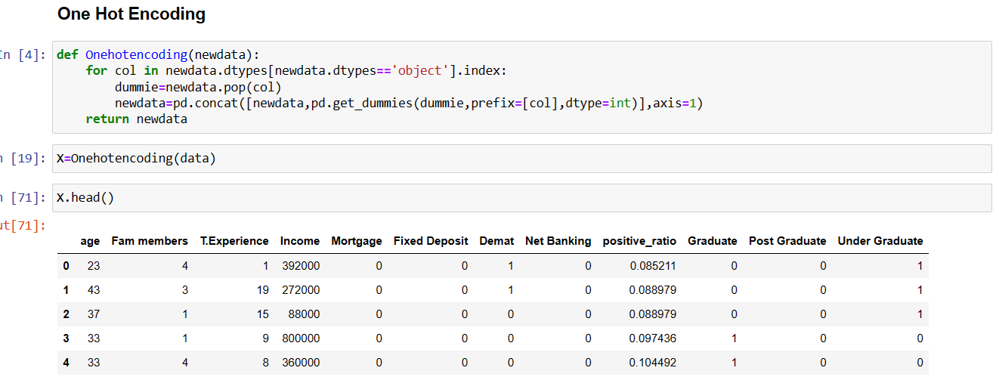 One Hot Encoding
In [4]: def Onehotencoding(newdata):
for col in newdata.dtypes[newdata.dtypes=='object'].index:
dummie=newdata.pop(col)
newdata=pd.concat([newdata,pd.get_dummies(dummie,prefix=[col],dtype=int)],axis=1)
return newdata
n [19]: X=Onehotencoding(data)
n [71]: X.head()
ut[71]:
age Fam members T.Experience Income Mortgage Fixed Deposit Demat Net Banking positive_ratio Graduate Post Graduate Under Graduate
0 23 4 1 392000 0 0 1 0 0.085211 0 0 1
1 43 3 19 272000 0 0 1 0 0.088979 0 0 1
2 37 1 15 88000 0 0 0 0 0.088979 0 0 1
3 33 1 9 800000 0 0 0 0 0.097436 1 0 0
4 33 4 8 360000 0 0 0 0 0.104492 1 0 0